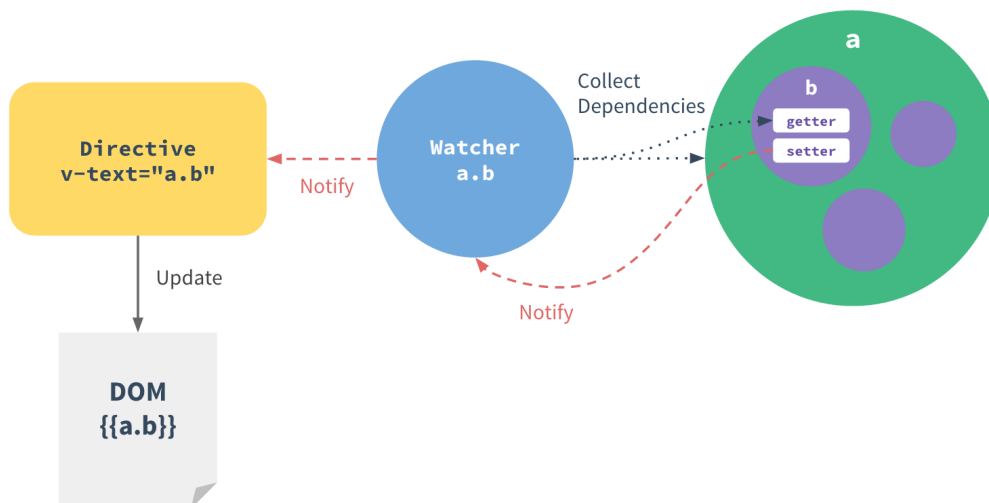 a
b
getter
setter
Collect
Dependencies
Watcher
a.b
Directive
v-text="a.b"
Notify
Notify
Update
DOM
{{a.b}}